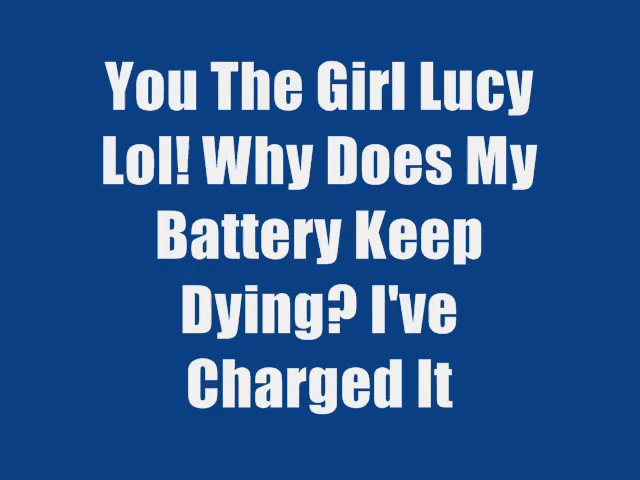 You The Girl Lucy
Lol! Why Does My
Battery Keep
Dying? I've
Charged It